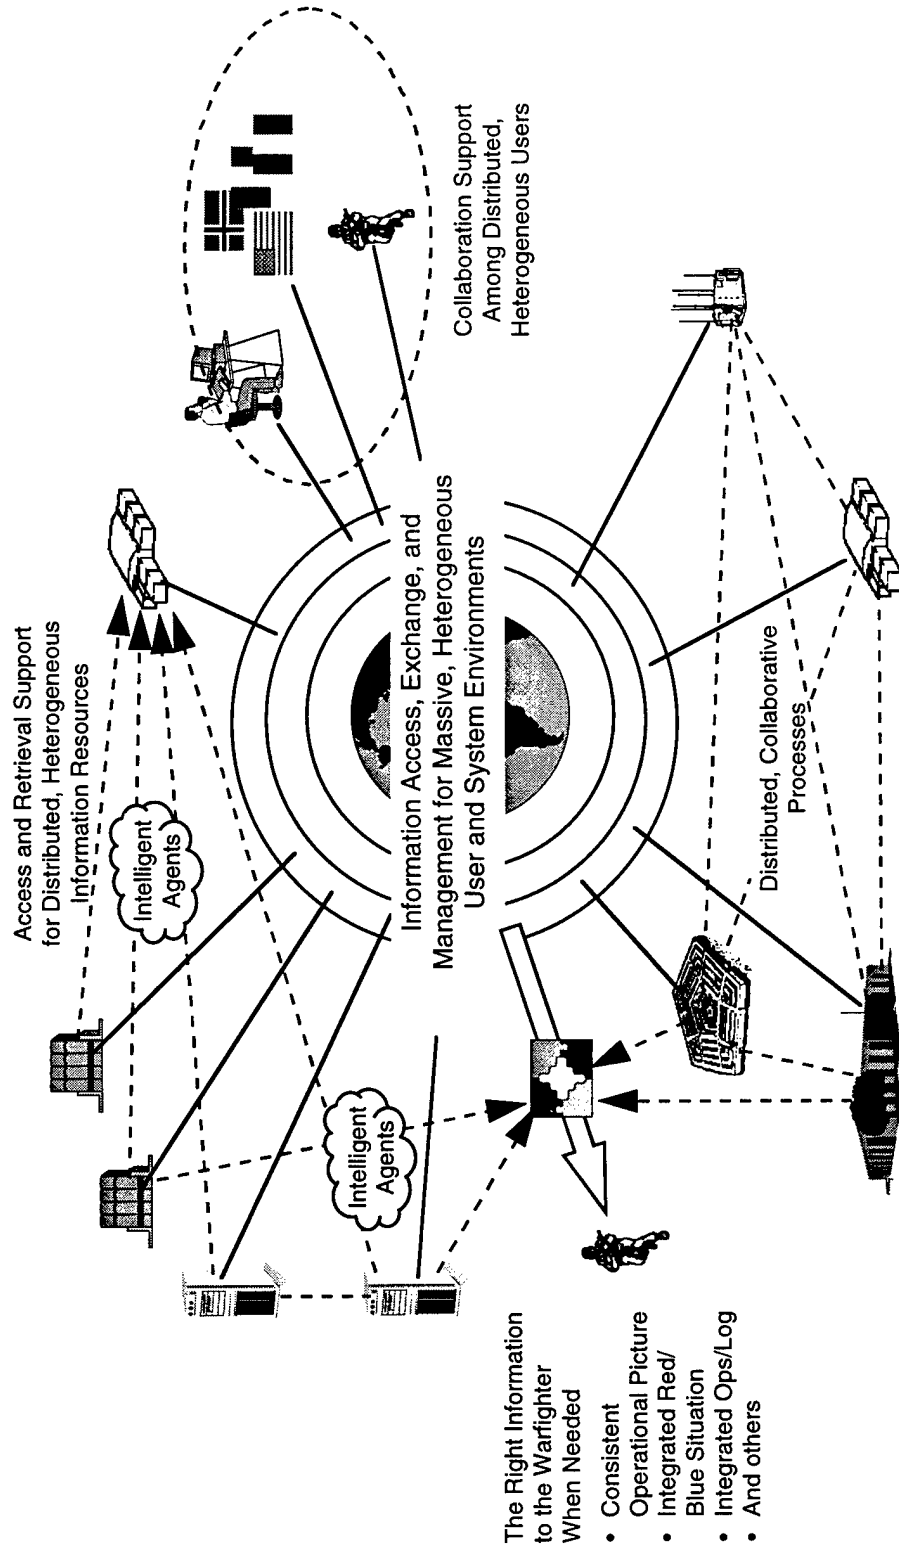 Access and Retrieval Support
for Distributed, Heterogeneous
Information Resources
Intelligent
Agents
Intelligent
Agents
Information Access, Exchange, and
Management for Massive, Heterogeneous
User and System Environments
Collaboration Support
Among Distributed,
Heterogeneous Users
The Right Information
to the Warfighter
When Needed
• Consistent
Operational Picture
• Integrated Red/
Blue Situation
• Integrated Ops/Log
• And others
Distributed, Collaborative
Processes